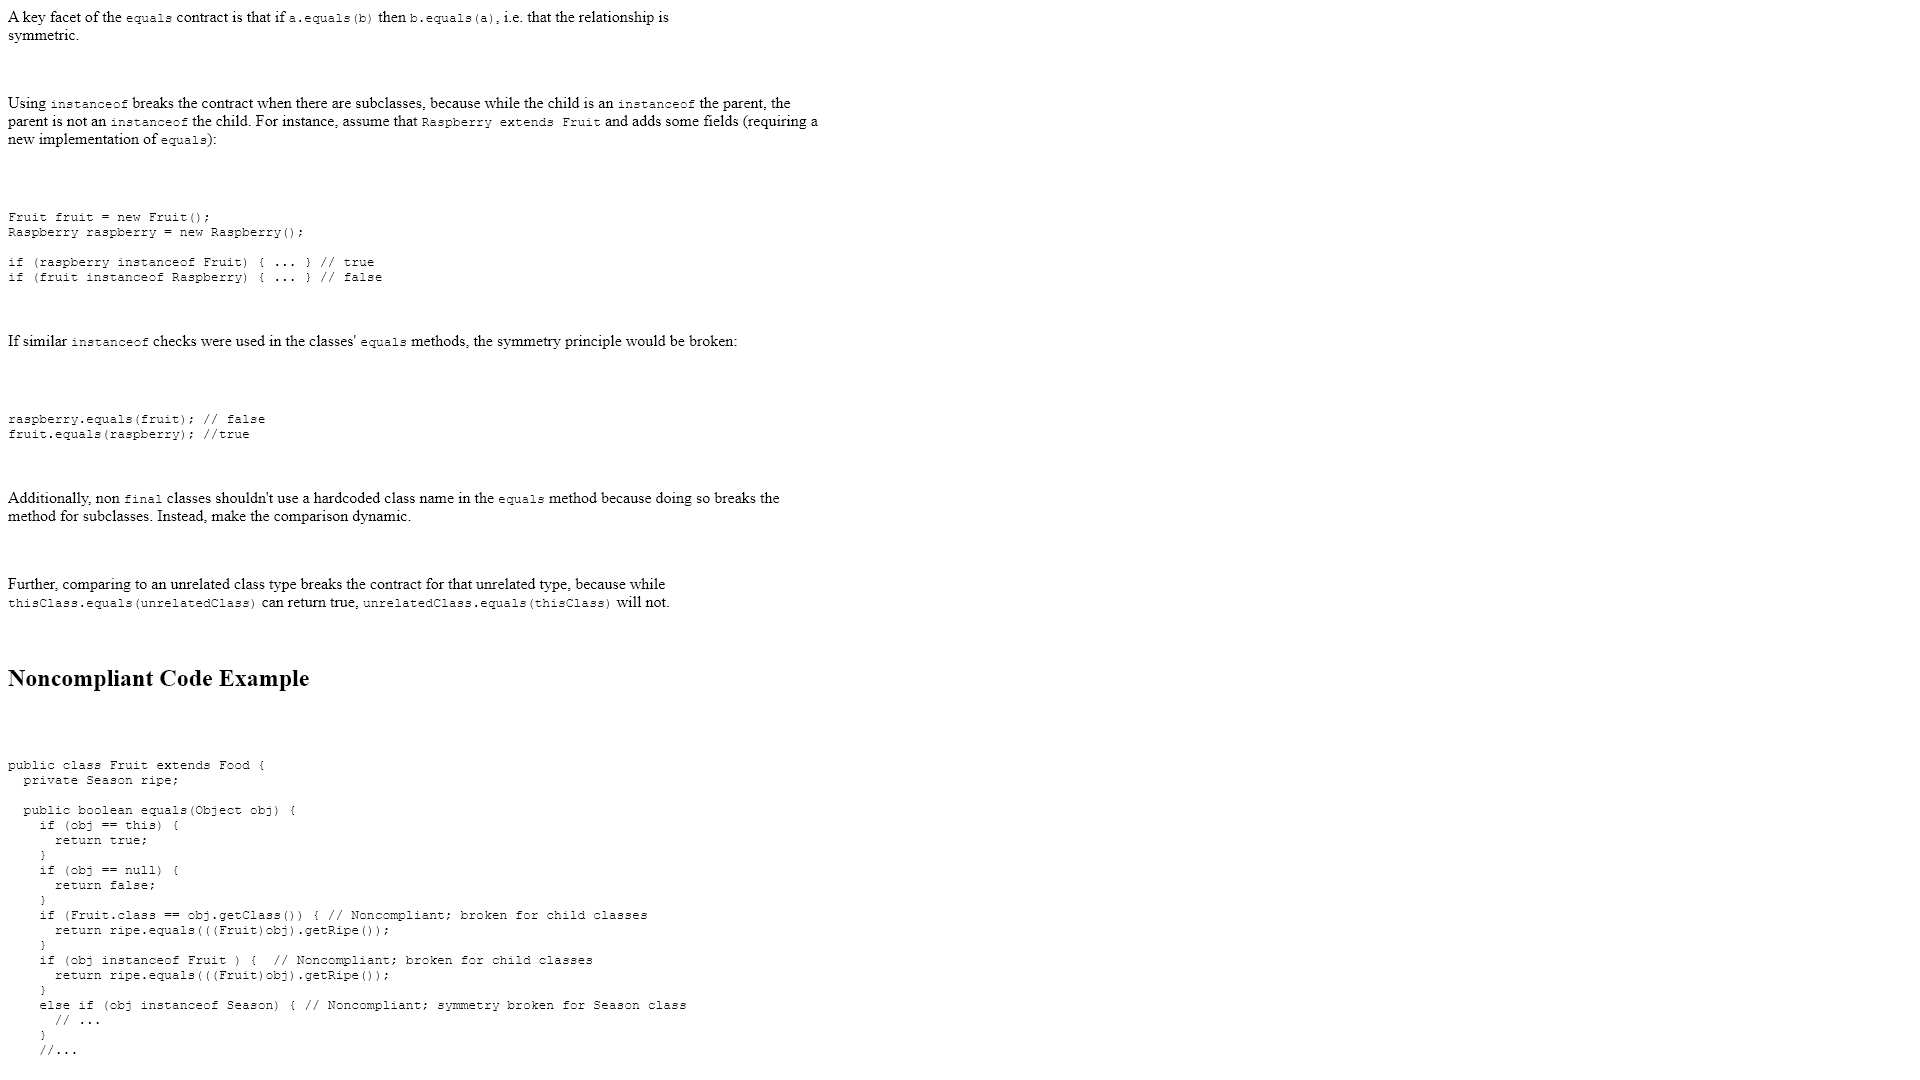 A key facet of the equals contract is that if a.equals(b) then b.equals(a), i.e. that the relationship is
symmetric.
Using instanceof breaks the contract when there are subclasses, because while the child is an instanceof the parent, the
parent is not an instanceof the child. For instance, assume that Raspberry extends Fruit and adds some fields (requiring a
new implementation of equals):
Fruit fruit = new Fruit();
Raspberry raspberry = new Raspberry();
if (raspberry instanceof Fruit) { ... } // true
if (fruit instanceof Raspberry) { ... } // false
If similar instanceof checks were used in the classes' equals methods, the symmetry principle would be broken:
raspberry.equals(fruit); // false
fruit.equals(raspberry); //true
Additionally, non final classes shouldn't use a hardcoded class name in the equals method because doing so breaks the
method for subclasses. Instead, make the comparison dynamic.
Further, comparing to an unrelated class type breaks the contract for that unrelated type, because while
thisClass.equals(unrelatedClass) can return true, unrelatedClass.equals(thisClass) will not.
Noncompliant Code Example
public class Fruit extends Food {
  private Season ripe;
  public boolean equals(Object obj) {
    if (obj == this) {
      return true;
    }
    if (obj == null) {
      return false;
    }
    if (Fruit.class == obj.getClass()) { // Noncompliant; broken for child classes
      return ripe.equals(((Fruit)obj).getRipe());
    }
    if (obj instanceof Fruit ) {  // Noncompliant; broken for child classes
      return ripe.equals(((Fruit)obj).getRipe());
    }
    else if (obj instanceof Season) { // Noncompliant; symmetry broken for Season class
      // ...
    }
    //...